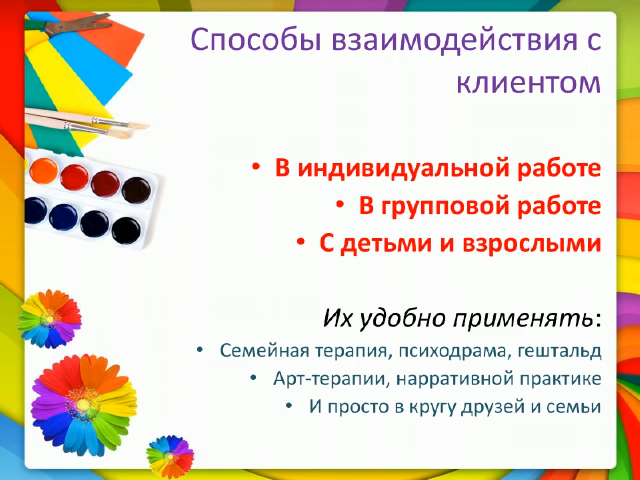 Способы взаимодействия с
клиентом
• В индивидуальной работе
• В групповой работе
• С детьми и взрослыми
Их удобно применять:
• Семейная терапия, психодрама, гештальд
• Арт-терапии, нарративной практике
• И просто в кругу друзей и семьи